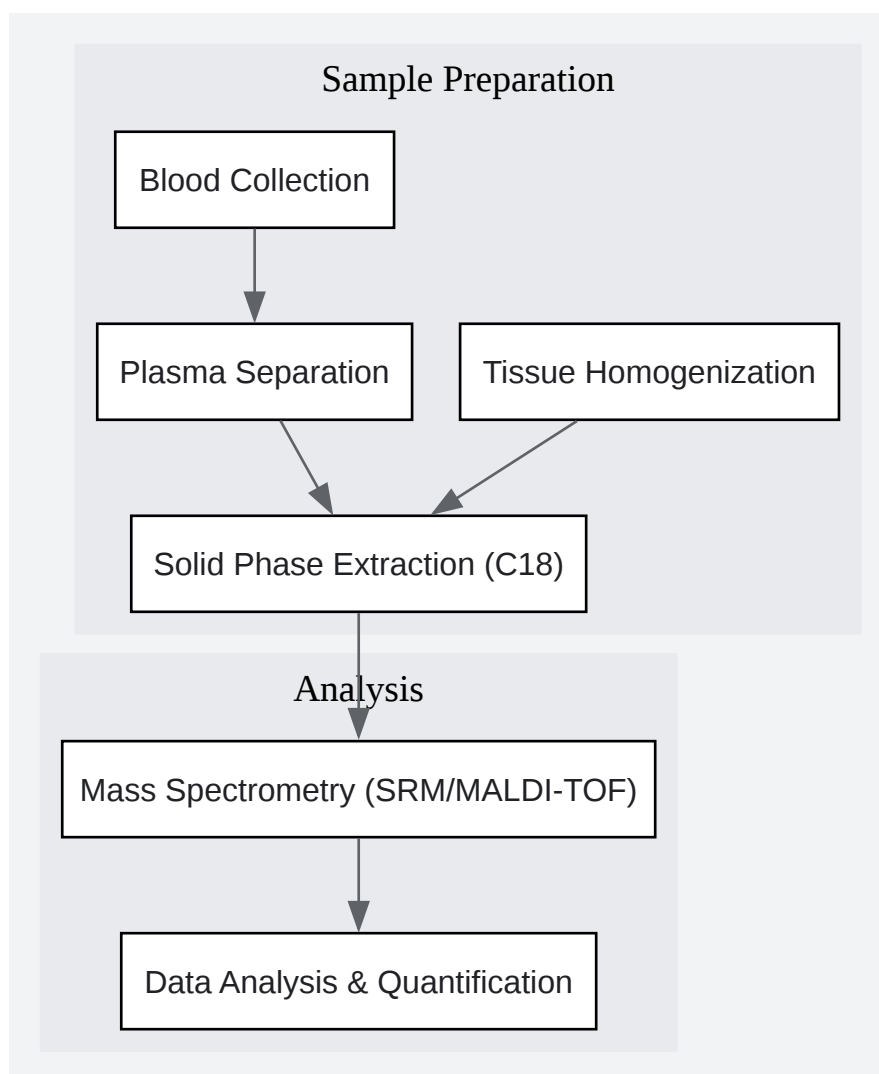 Sample Preparation
Blood Collection
Plasma Separation
Tissue Homogenization
Solid Phase Extraction (C18)
Analysis
Mass Spectrometry (SRM/MALDI-TOF)
Data Analysis & Quantification